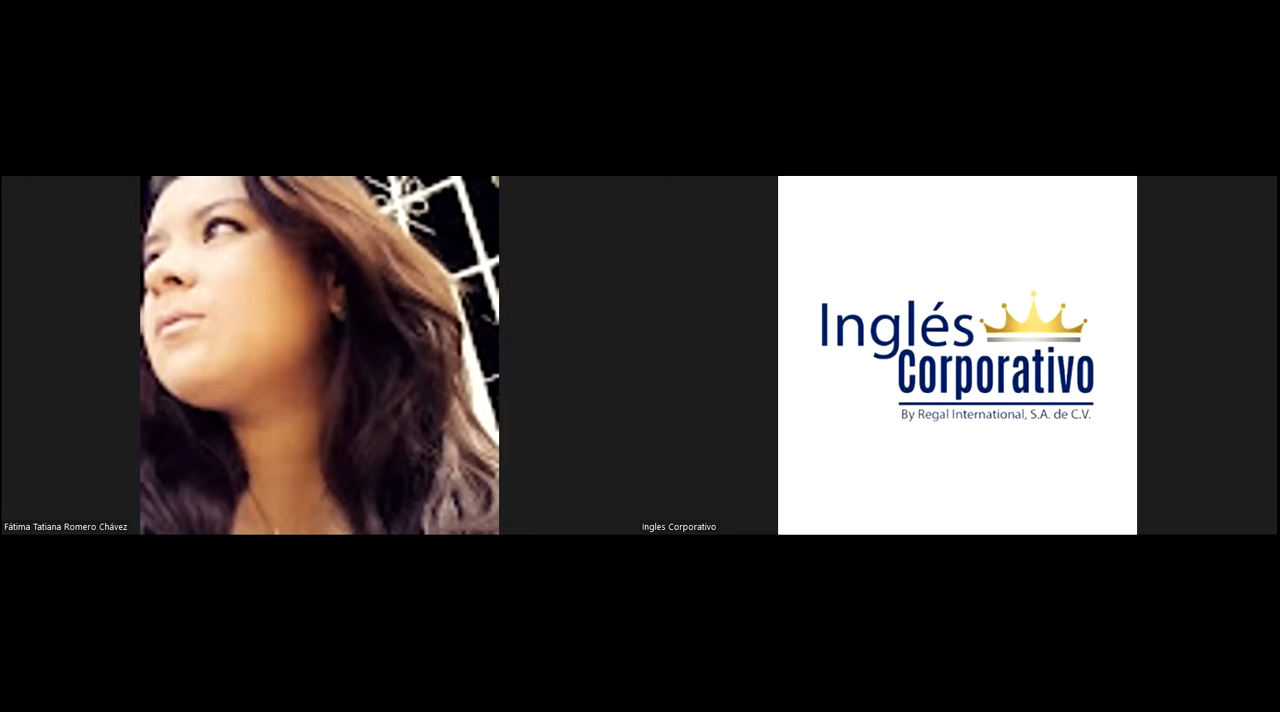 Inglés
Corporativo
By Regal International, S.A. de C.V.
Fátima Tatiana Romero Chávez
Ingles Corporativo